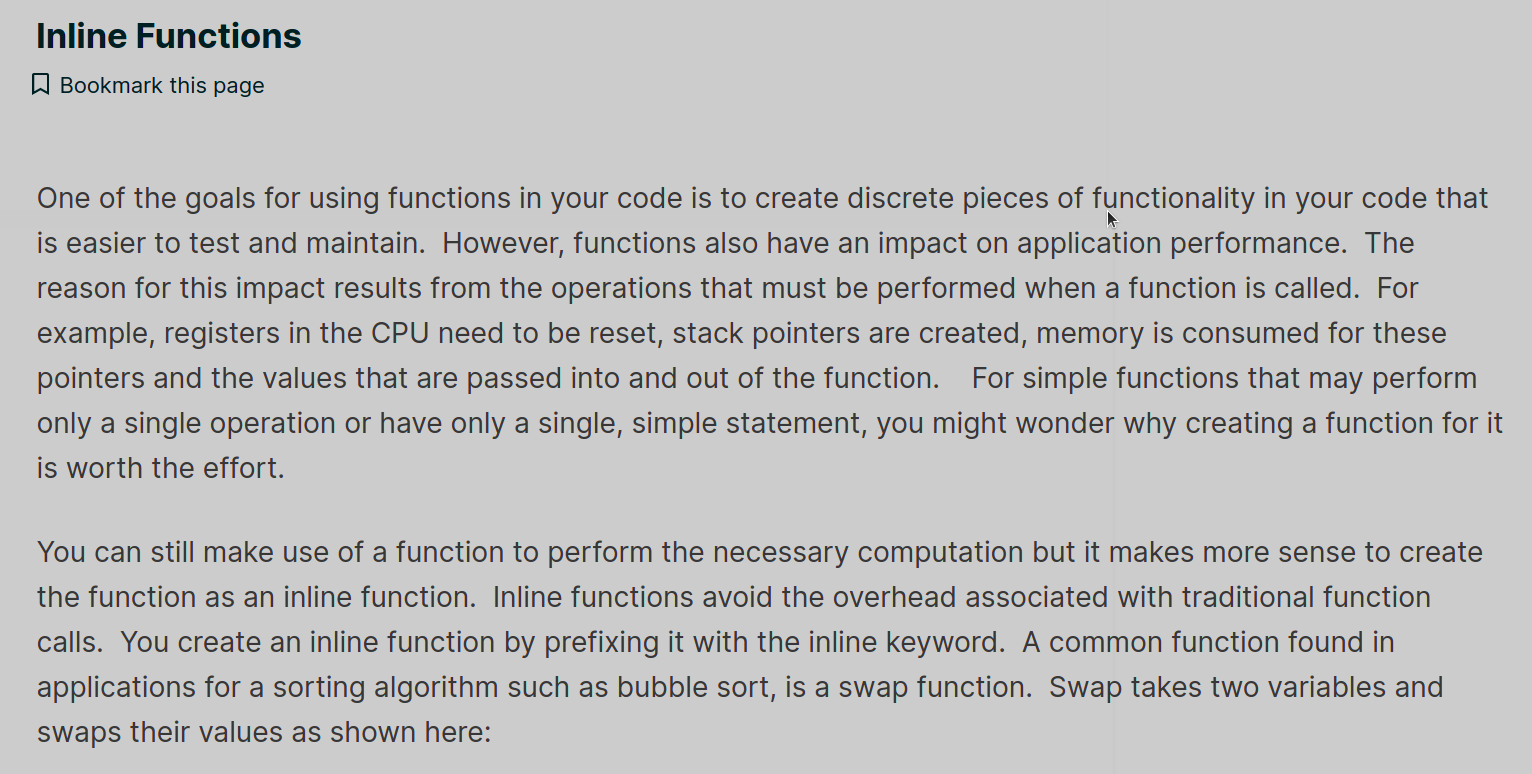 Inline Functions
Bookmark this page
One of the goals for using functions in your code is to create discrete pieces of functionality in your code that
is easier to test and maintain.  However, functions also have an impact on application performance.  The
reason for this impact results from the operations that must be performed when a function is called.  For
example, registers in the CPU need to be reset, stack pointers are created, memory is consumed for these
pointers and the values that are passed into and out of the function.    For simple functions that may perform
only a single operation or have only a single, simple statement, you might wonder why creating a function for it
is worth the effort.
You can still make use of a function to perform the necessary computation but it makes more sense to create
the function as an inline function.  Inline functions avoid the overhead associated with traditional function
calls.  You create an inline function by prefixing it with the inline keyword.  A common function found in
applications for a sorting algorithm such as bubble sort, is a swap function.  Swap takes two variables and
swaps their values as shown here: